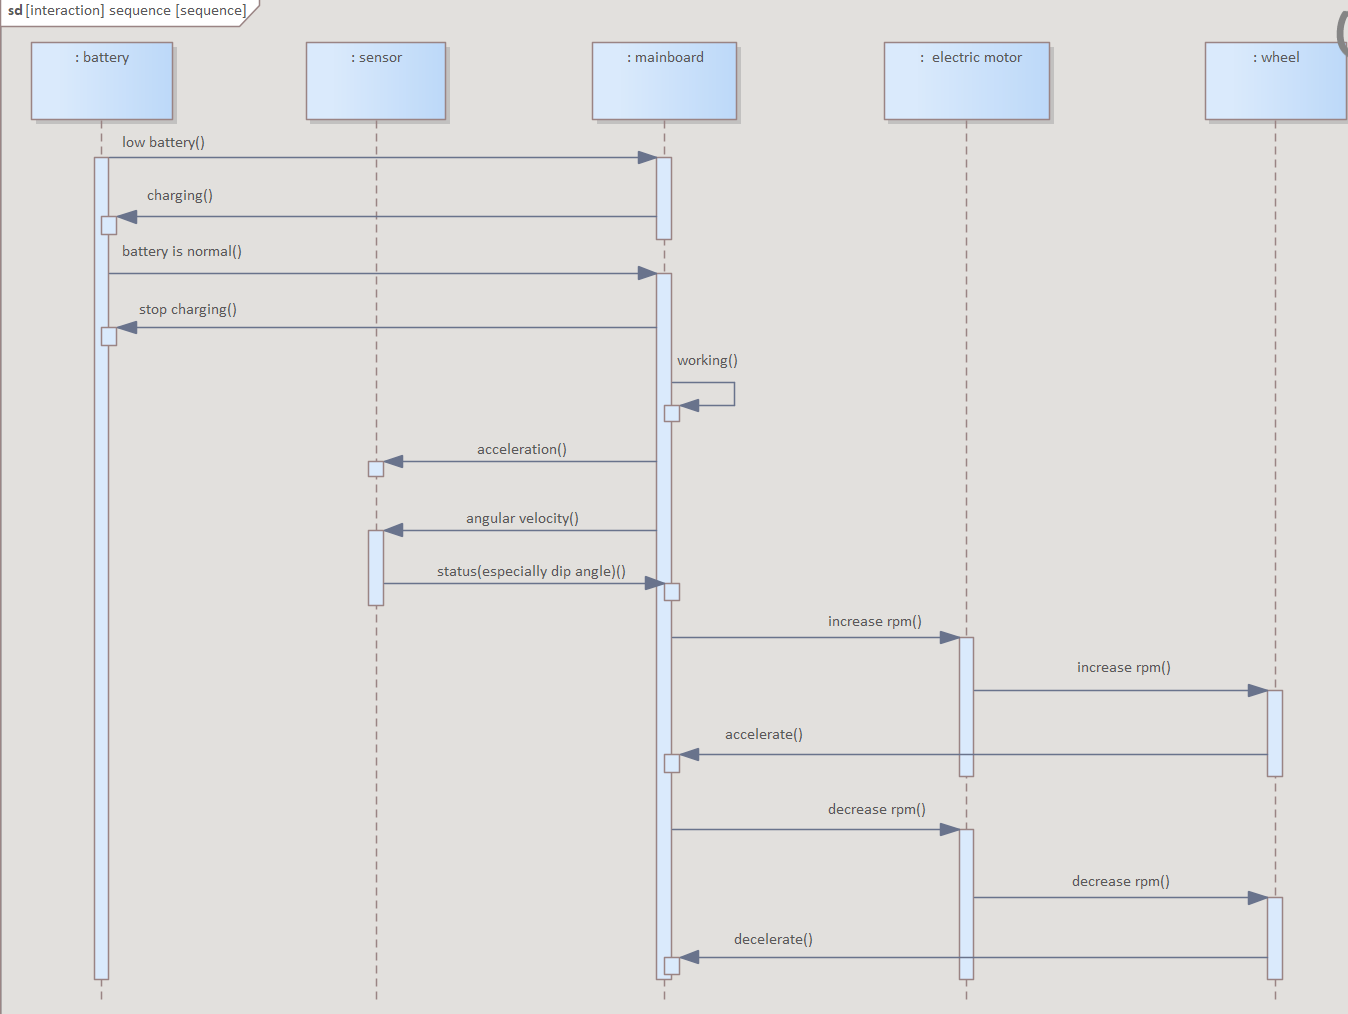 sd [interaction] sequence [sequence]
: battery
: sensor
: mainboard
: electric motor
: wheel
low battery()
charging()
battery is normal()
stop charging()
working()
acceleration()
angular velocity()
status(especially dip angle)()
increase rpm()
increase rpm()
accelerate()
decrease rpm()
decrease rpm()
decelerate()